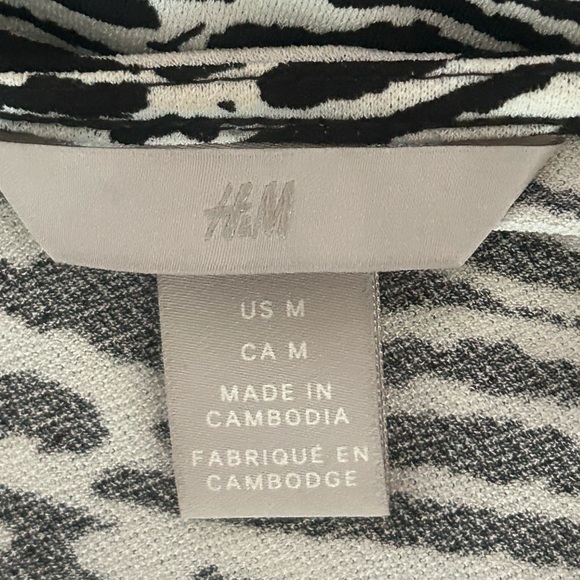 H&M
US M
CA M
MADE IN
CAMBODIA
FABRIQUÉ EN
CAMBODGE